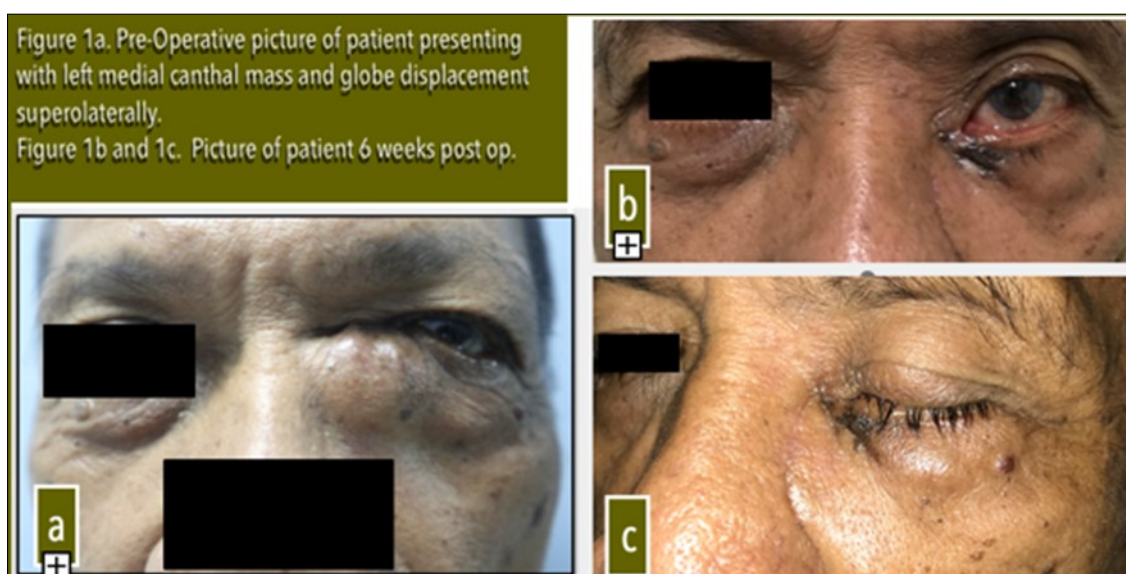 Figure 1a. Pre-Operative picture of patient presenting
with left medial canthal mass and globe displacement
superolaterally.
Figure 1b and 1c. Picture of patient 6 weeks post op.
b
a
c